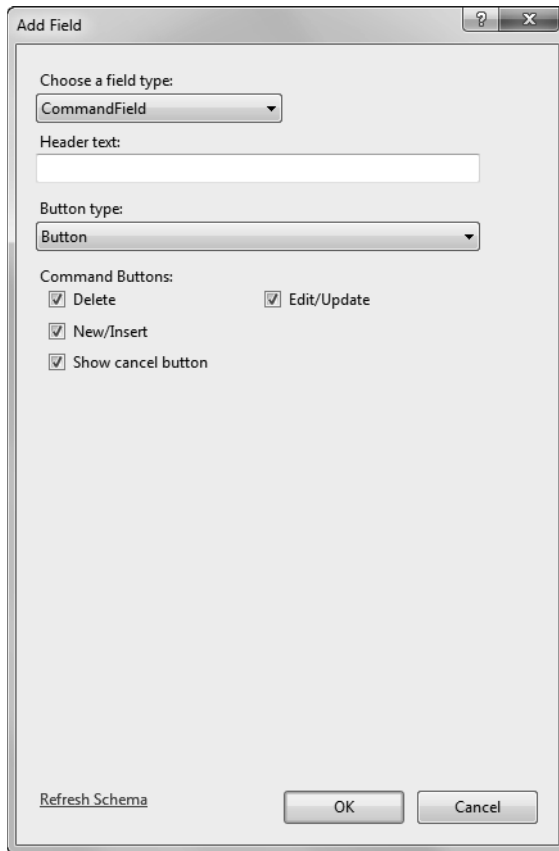 Add Field
Choose a field type:
CommandField
Header text:
Button type:
Button
Command Buttons:
Delete Edit/Update
New/Insert
Show cancel button
Refresh Schema OK Cancel